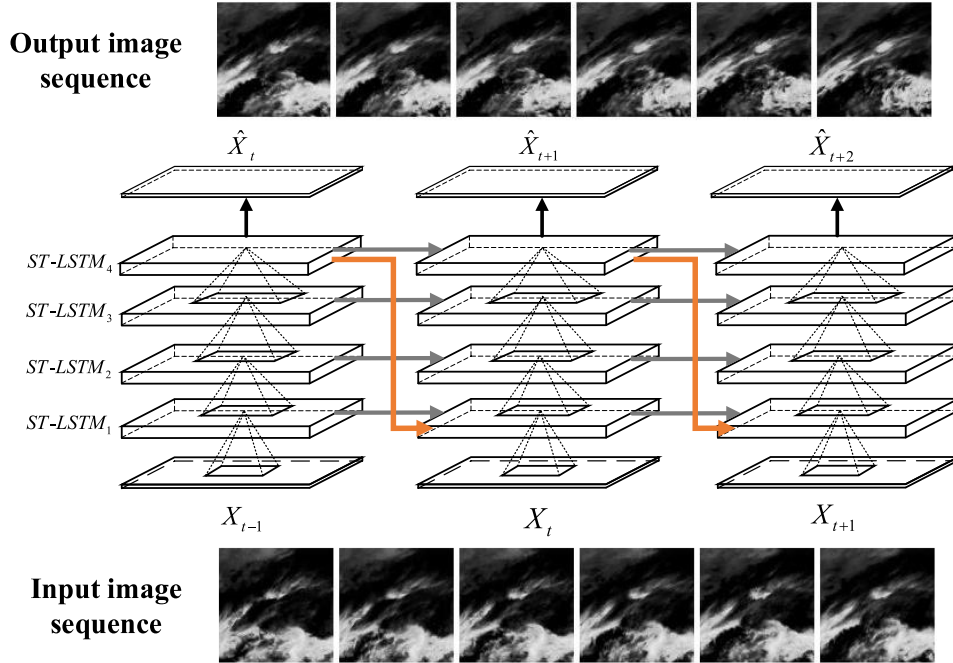 Output image
sequence
X̂ₜ X̂ₜ₊₁ X̂ₜ₊₂
ST-LSTM₄
ST-LSTM₃
ST-LSTM₂
ST-LSTM₁
Xₜ₋₁ Xₜ Xₜ₊₁
Input image
sequence